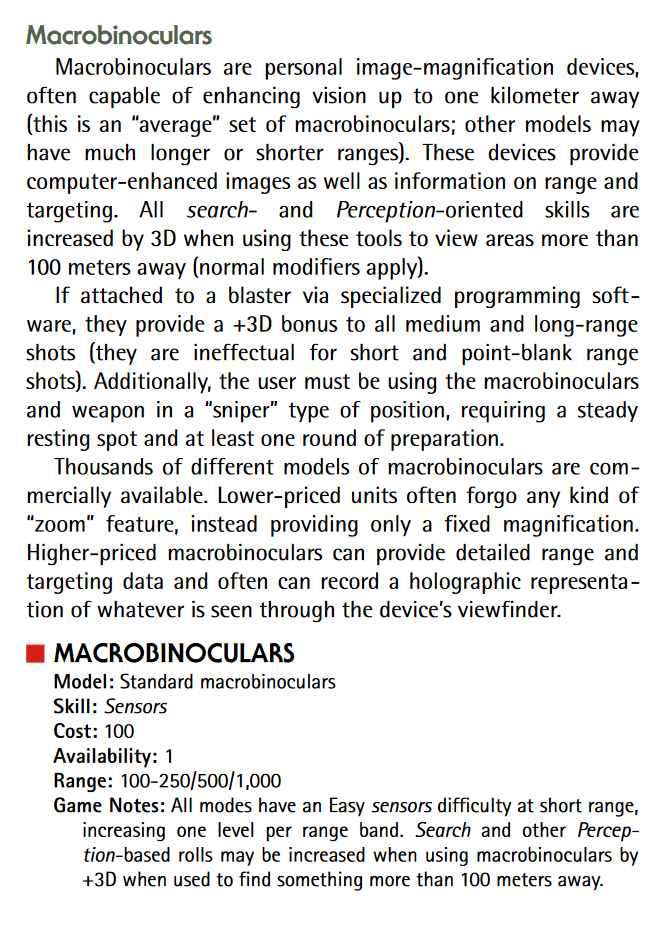 Macrobinoculars
Macrobinoculars are personal image-magnification devices,
often capable of enhancing vision up to one kilometer away
(this is an “average” set of macrobinoculars; other models may
have much longer or shorter ranges). These devices provide
computer-enhanced images as well as information on range and
targeting. All search- and Perception-oriented skills are
increased by 3D when using these tools to view areas more than
100 meters away (normal modifiers apply).
If attached to a blaster via specialized programming soft-
ware, they provide a +3D bonus to all medium and long-range
shots (they are ineffectual for short and point-blank range
shots). Additionally, the user must be using the macrobinoculars
and weapon in a “sniper” type of position, requiring a steady
resting spot and at least one round of preparation.
Thousands of different models of macrobinoculars are com-
mercially available. Lower-priced units often forgo any kind of
“zoom” feature, instead providing only a fixed magnification.
Higher-priced macrobinoculars can provide detailed range and
targeting data and often can record a holographic representa-
tion of whatever is seen through the device’s viewfinder.
MACROBINOCULARS
Model: Standard macrobinoculars
Skill: Sensors
Cost: 100
Availability: 1
Range: 100-250/500/1,000
Game Notes: All modes have an Easy sensors difficulty at short range,
increasing one level per range band. Search and other Percep-
tion-based rolls may be increased when using macrobinoculars by
+3D when used to find something more than 100 meters away.